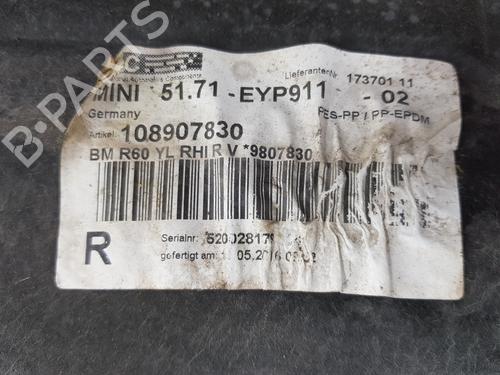 B-PARTS
LieferantenNr. 173701 11
MINI 51.71 -EYP911 - 02
Germany
PES-PP / PP-EPDM
Artikel: 108907830
BM R60 YL RHI R V *9807830
R
Serialnr:
gefertigt am: